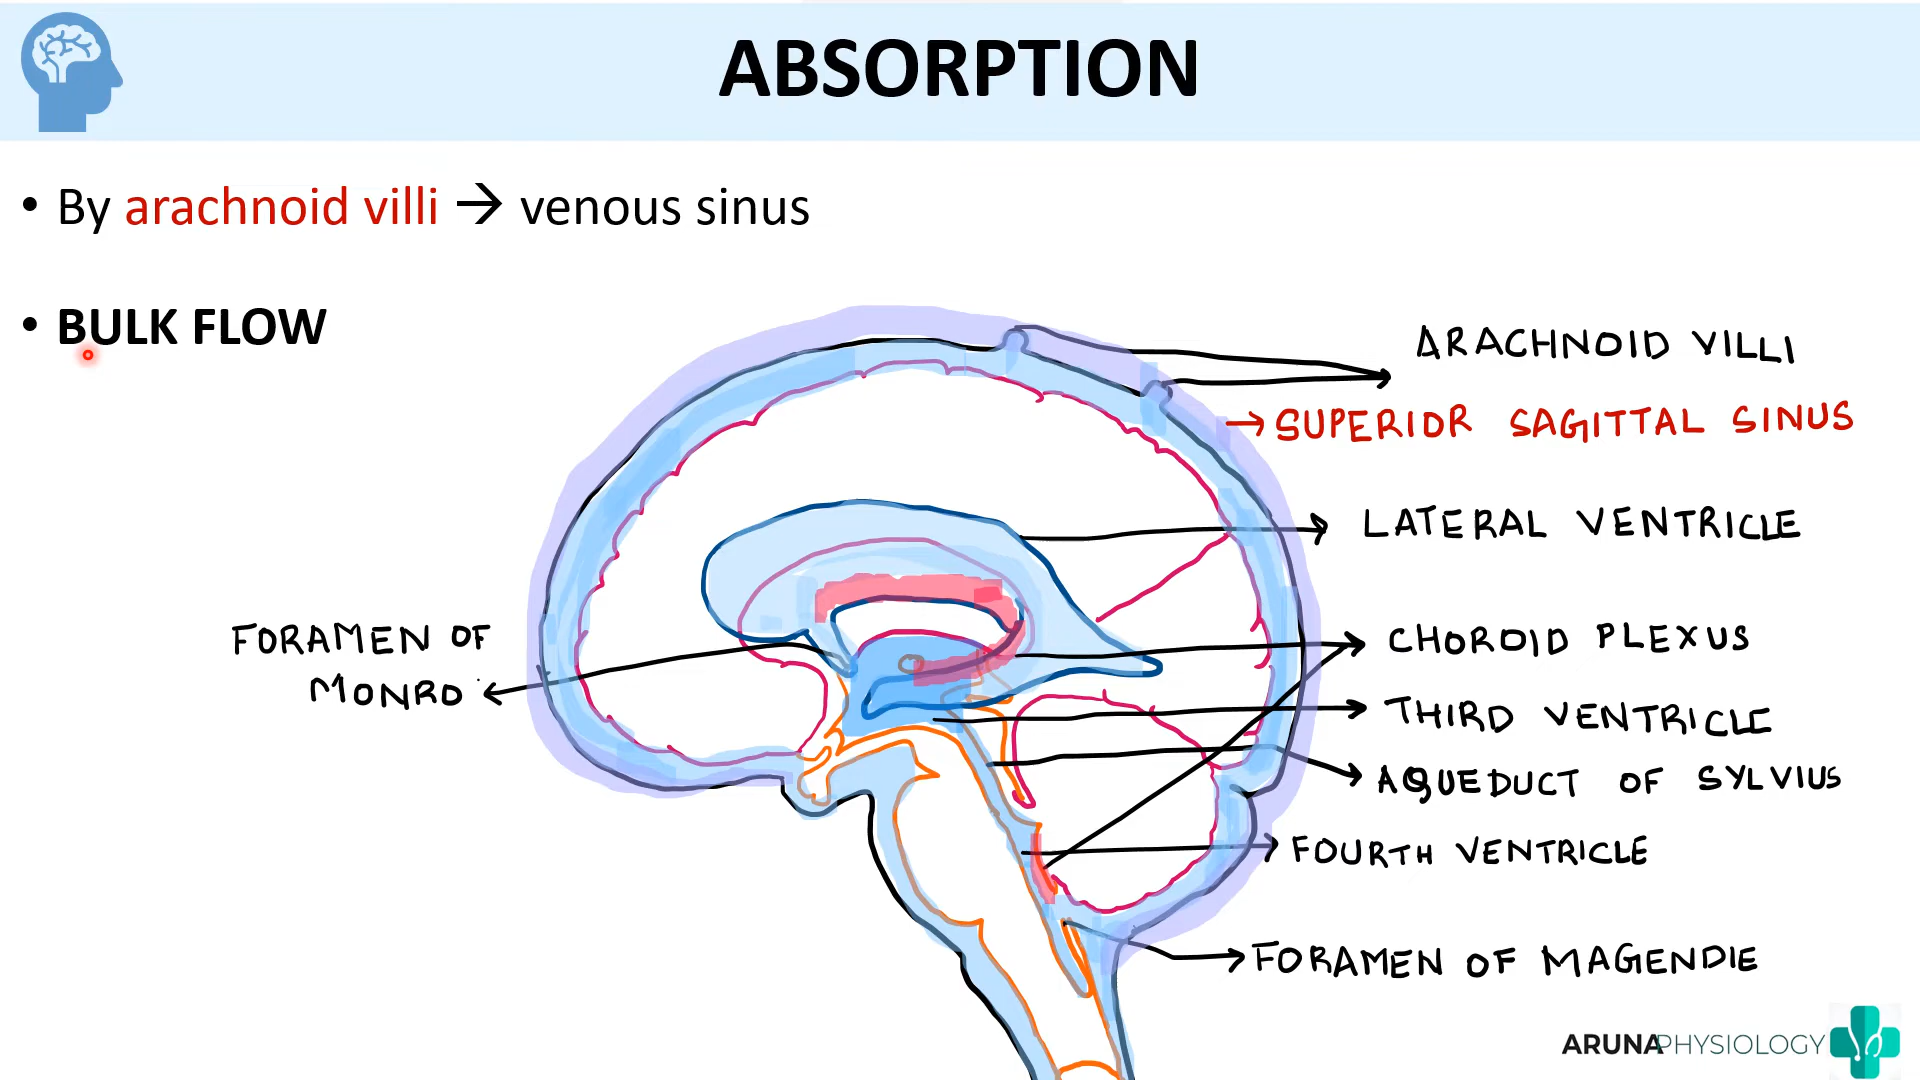 ABSORPTION
• By arachnoid villi → venous sinus
• BULK FLOW
ARACHNOID VILLI
→ SUPERIOR SAGITTAL SINUS
LATERAL VENTRICLE
FORAMEN OF
MONRO
CHOROID PLEXUS
THIRD VENTRICLE
AQUEDUCT OF SYLVIUS
FOURTH VENTRICLE
FORAMEN OF MAGENDIE
ARUNAPHYSIOLOGY